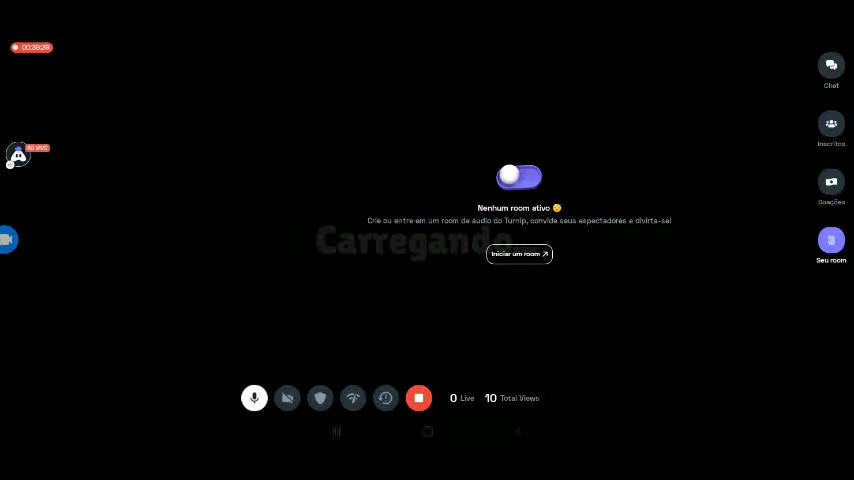 00:38:38
Chat
Inscritos
AO VIVO
Doações
Nenhum room ativo 😴
Crie ou entre em um room de áudio do Turnip, convide seus espectadores e divirta-se!
Carregando...
Iniciar um room
Seu room
0 Live 10 Total Views